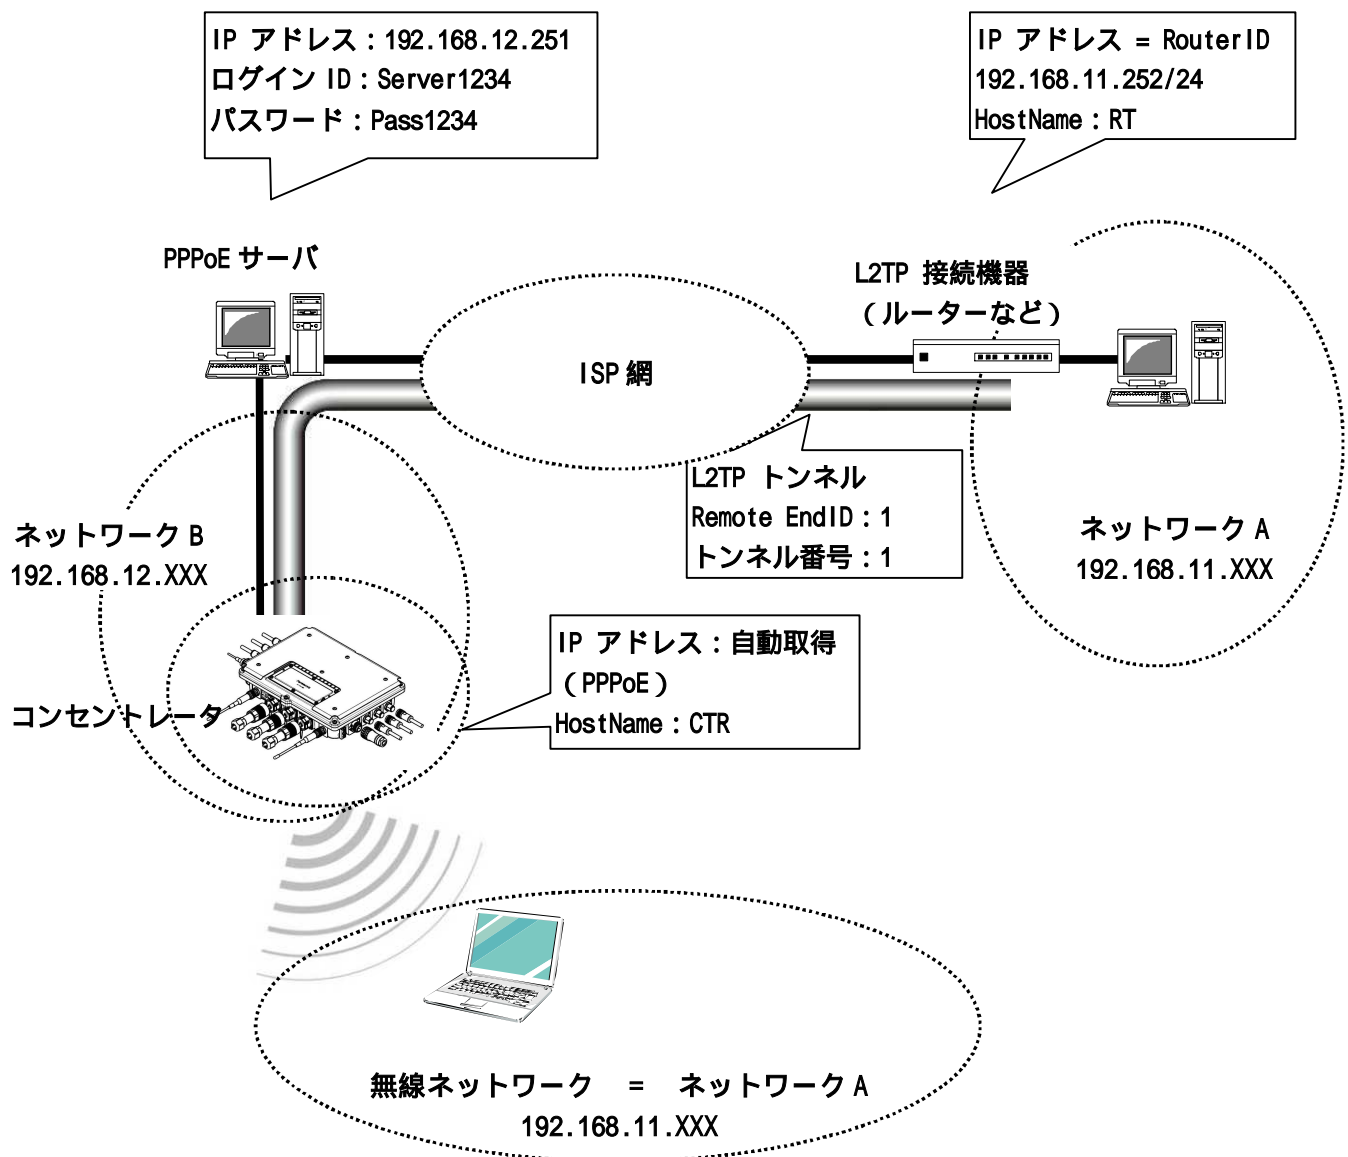 IP アドレス：192.168.12.251
ログイン ID：Server1234
パスワード：Pass1234
IP アドレス = RouterID
192.168.11.252/24
HostName：RT
PPPoE サーバ
L2TP 接続機器
（ルーターなど）
ISP 網
L2TP トンネル
Remote EndID：1
トンネル番号：1
ネットワーク B
192.168.12.XXX
ネットワーク A
192.168.11.XXX
IP アドレス：自動取得
（PPPoE）
HostName：CTR
コンセントレータ
無線ネットワーク = ネットワーク A
192.168.11.XXX